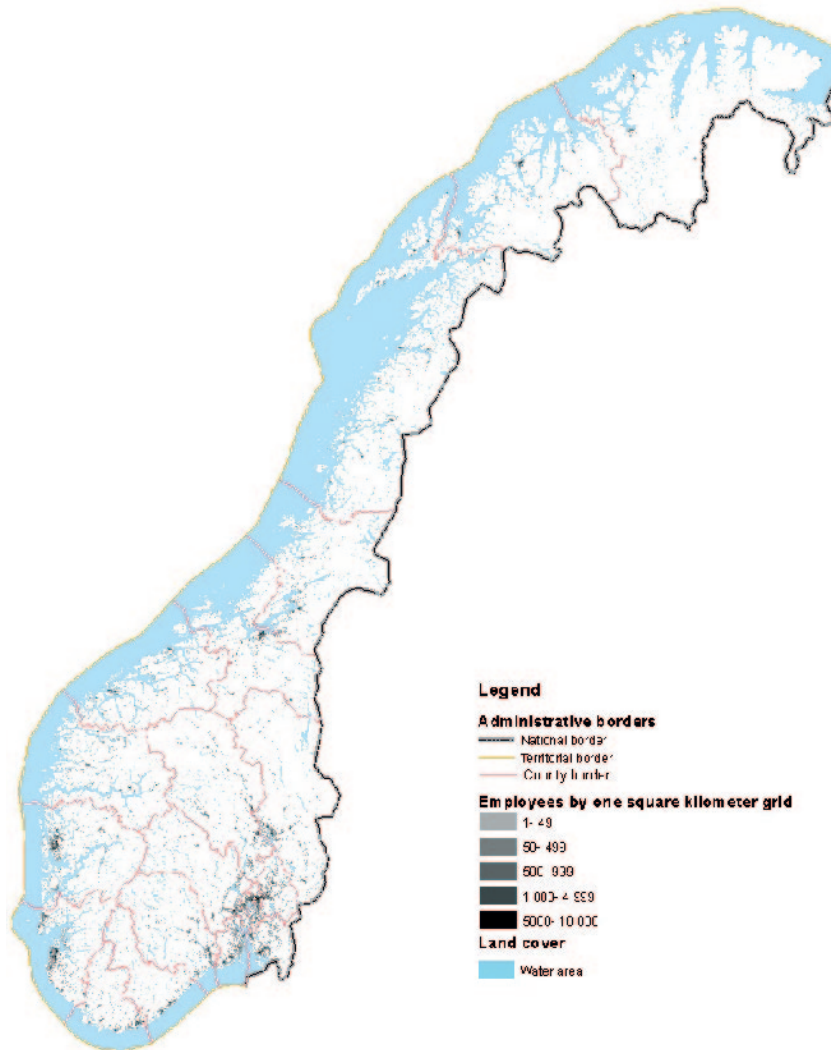 Legend
Administrative borders
National border
Territorial border
County border
Employees by one square kilometer grid
1- 49
50- 499
500- 999
1 000- 4 999
5000- 10 000
Land cover
Water area